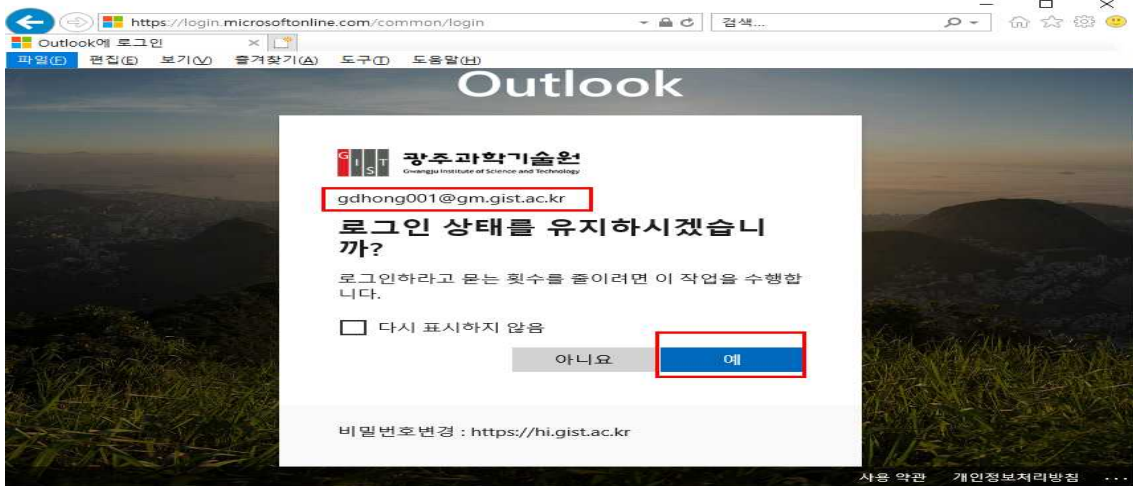 https://login.microsoftonline.com/common/login
검색...
Outlook에 로그인
파일(F) 편집(E) 보기(V) 즐겨찾기(A) 도구(T) 도움말(H)
Outlook
GIST 광주과학기술원
Gwangju Institute of Science and Technology
gdhong001@gm.gist.ac.kr
로그인 상태를 유지하시겠습니
까?
로그인하라고 묻는 횟수를 줄이려면 이 작업을 수행합
니다.
다시 표시하지 않음
아니요 예
비밀번호변경 : https://hi.gist.ac.kr
사용 약관 개인정보처리방침 ...